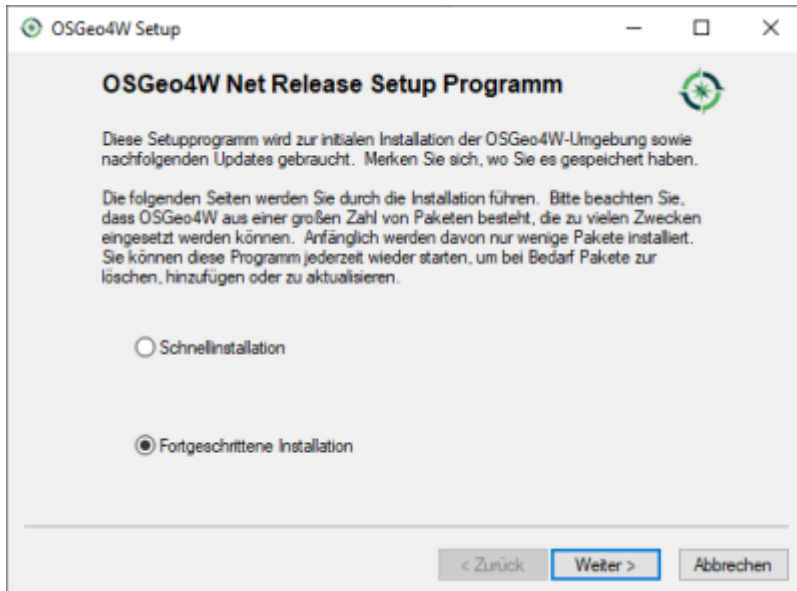 OSGeo4W Setup
OSGeo4W Net Release Setup Programm
Diese Setupprogramm wird zur initialen Installation der OSGeo4W-Umgebung sowie
nachfolgenden Updates gebraucht. Merken Sie sich, wo Sie es gespeichert haben.
Die folgenden Seiten werden Sie durch die Installation führen. Bitte beachten Sie,
dass OSGeo4W aus einer großen Zahl von Paketen besteht, die zu vielen Zwecken
eingesetzt werden können. Anfänglich werden davon nur wenige Pakete installiert.
Sie können diese Programm jederzeit wieder starten, um bei Bedarf Pakete zur
löschen, hinzufügen oder zu aktualisieren.
Schnellinstallation
Fortgeschrittene Installation
< Zurück
Weiter >
Abbrechen